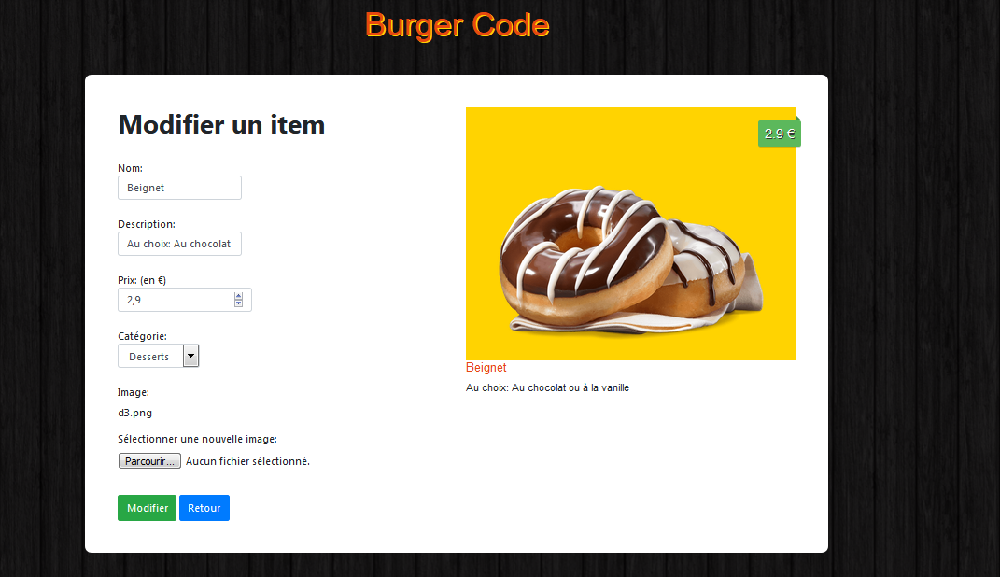 Burger Code
Modifier un item
Nom:
Beignet
Description:
Au choix: Au chocolat
Prix: (en €)
2,9
Catégorie:
Desserts
Image:
d3.png
Sélectionner une nouvelle image:
Parcourir... Aucun fichier sélectionné.
Modifier Retour
2.9 €
Beignet
Au choix: Au chocolat ou à la vanille